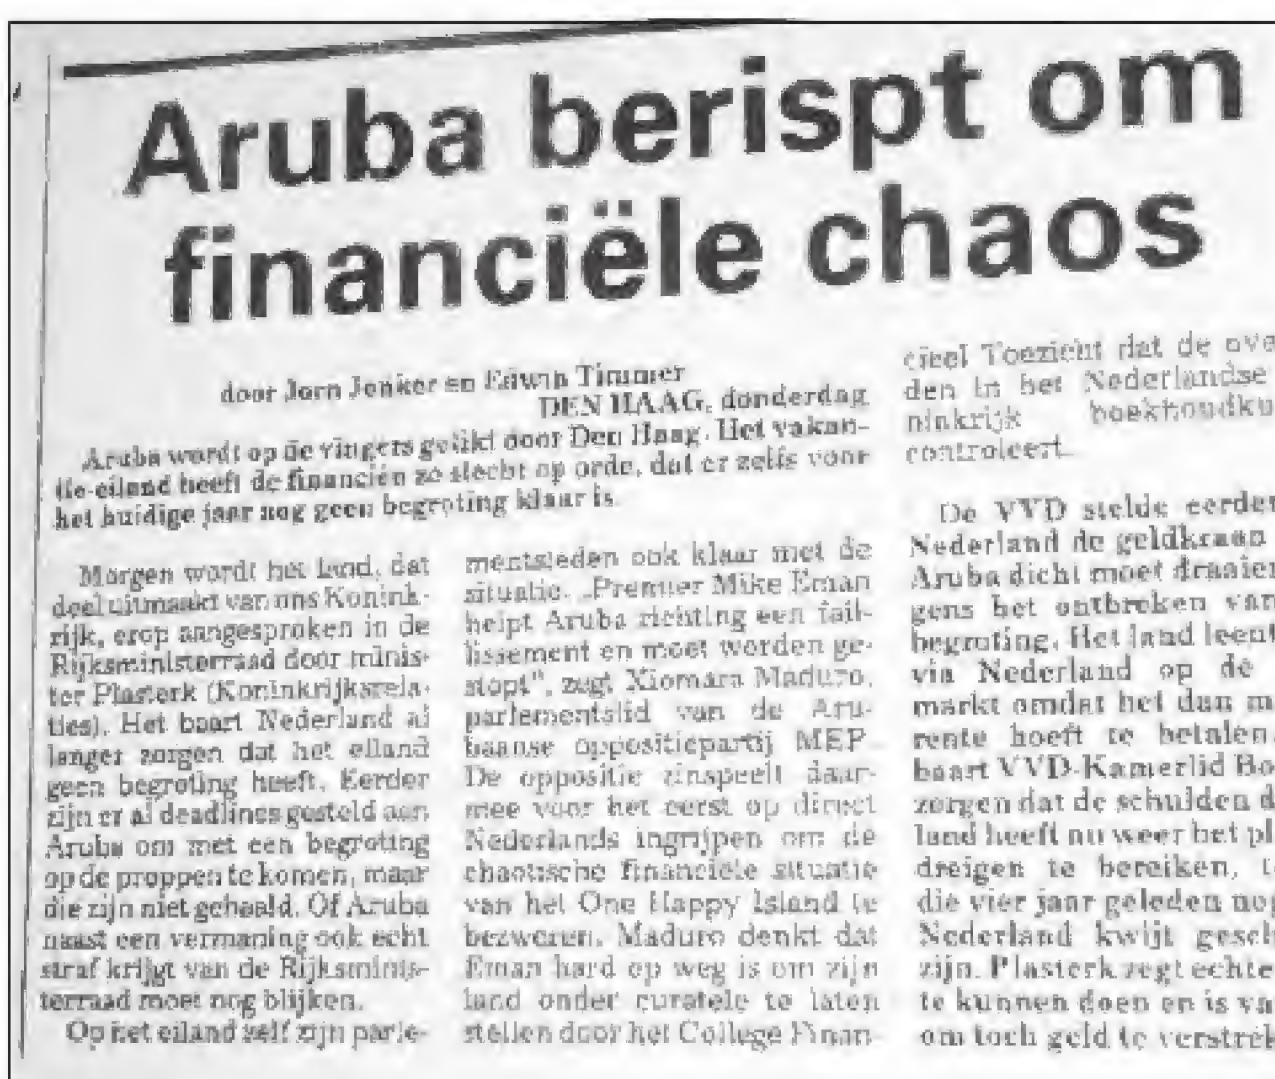 Aruba berispt om
financiële chaos
door Jorn Jonker en Edwin Timmer
DEN HAAG, donderdag
Aruba wordt op de vingers getikt door Den Haag. Het vakan-
tie-eiland heeft de financiën zo slecht op orde, dat er zelfs voor
het huidige jaar nog geen begroting klaar is.
Morgen wordt het land, dat
deel uitmaakt van ons Konink-
rijk, erop aangesproken in de
Rijksministerraad door minis-
ter Plasterk (Koninkrijksrela-
ties). Het baart Nederland al
langer zorgen dat het eiland
geen begroting heeft. Eerder
zijn er al deadlines gesteld aan
Aruba om met een begroting
op de proppen te komen, maar
die zijn niet gehaald. Of Aruba
naast een vermaning ook echt
straf krijgt van de Rijksminis-
terraad moet nog blijken.
Op het eiland zelf zijn parle-
mentsleden ook klaar met de
situatie. „Premier Mike Eman
helpt Aruba richting een fail-
lissement en moet worden ge-
stopt", zegt Xiomara Maduro,
parlementslid van de Aru-
baanse oppositiepartij MEP.
De oppositie zinspeelt daar-
mee voor het eerst op direct
Nederlands ingrijpen om de
chaotische financiële situatie
van het One Happy Island te
bezweren. Maduro denkt dat
Eman hard op weg is om zijn
land onder curatele te laten
stellen door het College Finan-
cieel Toezicht dat de ove
den in het Nederlandse
ninkrijk boekhoudku
controleert.
De VVD stelde eerder
Nederland de geldkraan
Aruba dicht moet draaien
gens het ontbreken van
begroting. Het land leent
via Nederland op de
markt omdat het dan m
rente hoeft te betalen.
baart VVD-Kamerlid Bo
zorgen dat de schulden d
land heeft nu weer het pl
dreigen te bereiken, t
die vier jaar geleden nog
Nederland kwijt gesch
zijn. Plasterk zegt echte
te kunnen doen en is va
om toch geld te verstrek